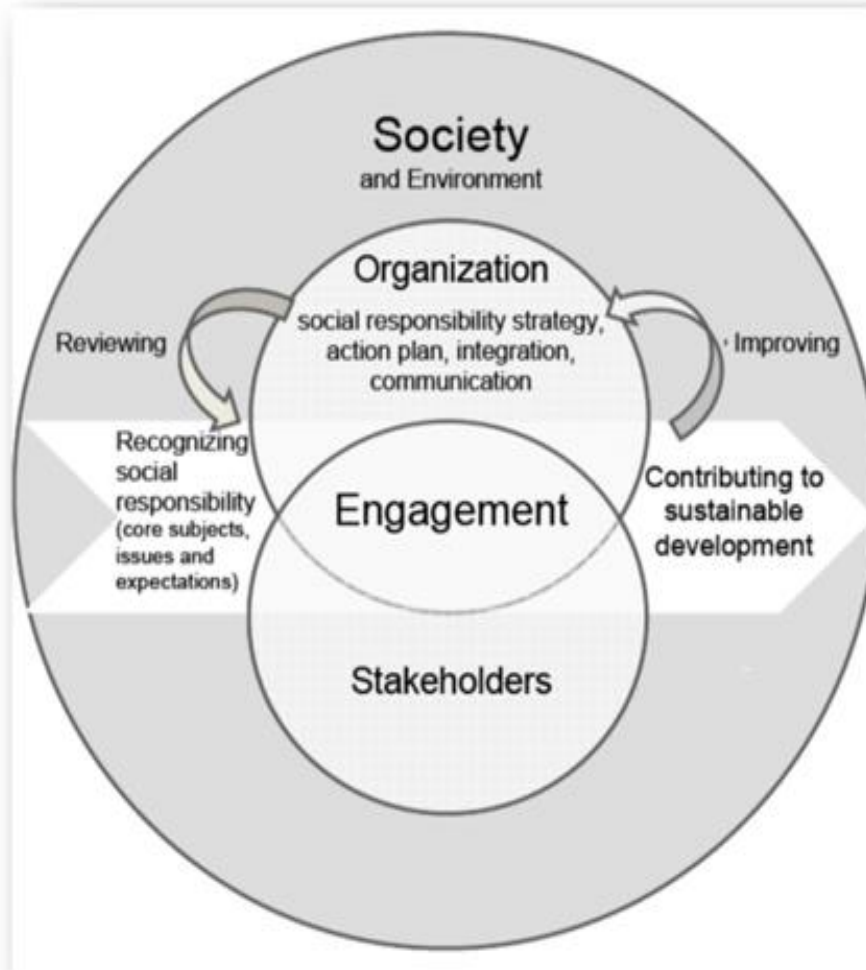 Society
and Environment
Organization
social responsibility strategy,
action plan, integration,
communication
Reviewing
Improving
Recognizing
social
responsibility
(core subjects,
issues and
expectations)
Engagement
Contributing to
sustainable
development
Stakeholders